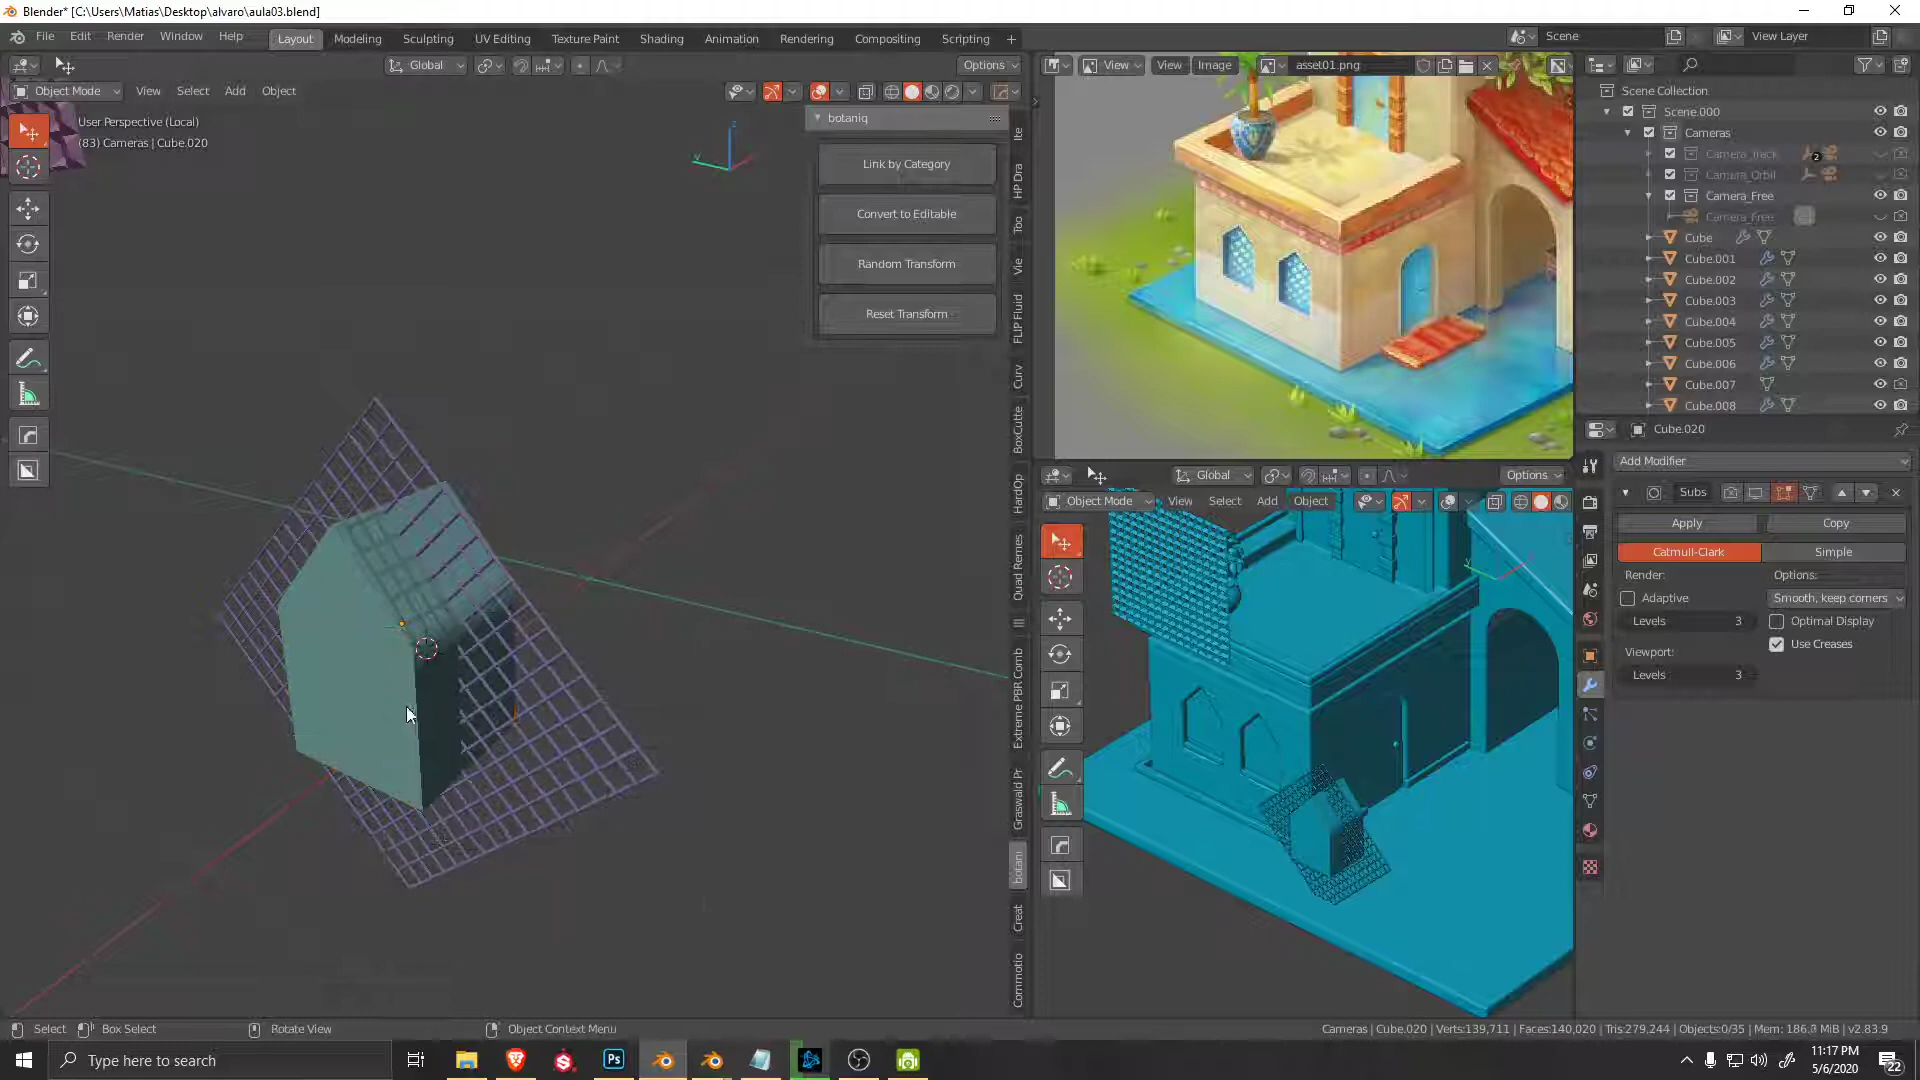 Blender* [C:\Users\Matias\Desktop\alvaro\aula03.blend]
File Edit Render Window Help
Layout Modeling Sculpting UV Editing Texture Paint Shading Animation Rendering Compositing Scripting +
Scene
View Layer
Global
Options
Object Mode View Select Add Object
User Perspective (Local)
(83) Cameras | Cube.020
botaniq
Link by Category
Convert to Editable
Random Transform
Reset Transform
Ite
HP Dra
Too
Vie
FLIP Fluid
Curv
BoxCutte
HardOp
Quad Remes
Extreme PBR Comb
Graswald Pr
botani
Creat
Commotio
View View Image asset01.png
Global
Options
Object Mode View Select Add Object
Scene Collection
Scene.000
Cameras
Camera_Track
2
Camera_Orbit
Camera_Free
Camera_Free
Cube
Cube.001
Cube.002
Cube.003
Cube.004
Cube.005
Cube.006
Cube.007
Cube.008
Cube.020
Add Modifier
Subs
Apply Copy
Catmull-Clark Simple
Render: Options:
Adaptive Smooth, keep corners
Levels 3 Optimal Display
Viewport: Use Creases
Levels 3
Select Box Select Rotate View Object Context Menu
Cameras | Cube.020 | Verts:139,711 | Faces:140,020 | Tris:279,244 | Objects:0/35 | Mem: 186.8 MiB | v2.83.9
Type here to search
Ps
11:17 PM
5/6/2020
22